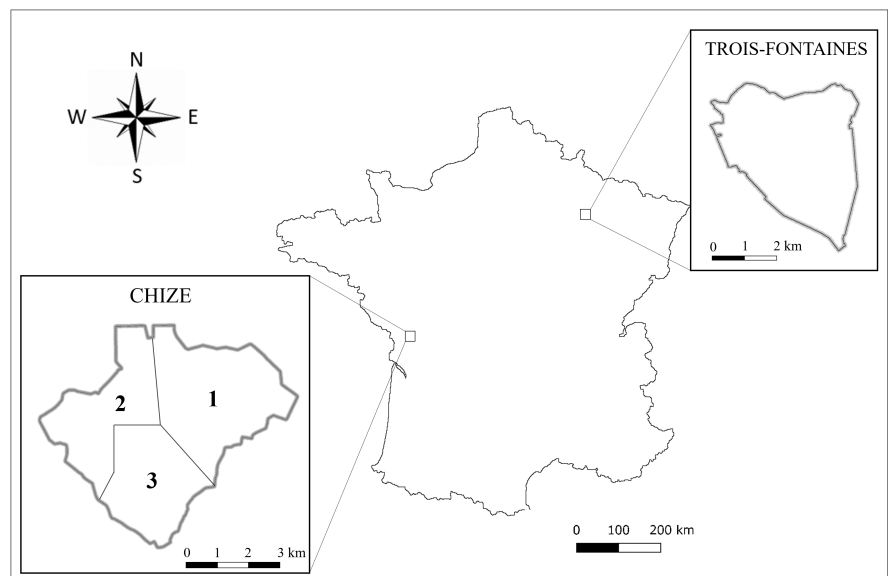 TROIS-FONTAINES
N
W E
S
0 1 2 km
CHIZE
1
2
3
0 1 2 3 km
0 100 200 km